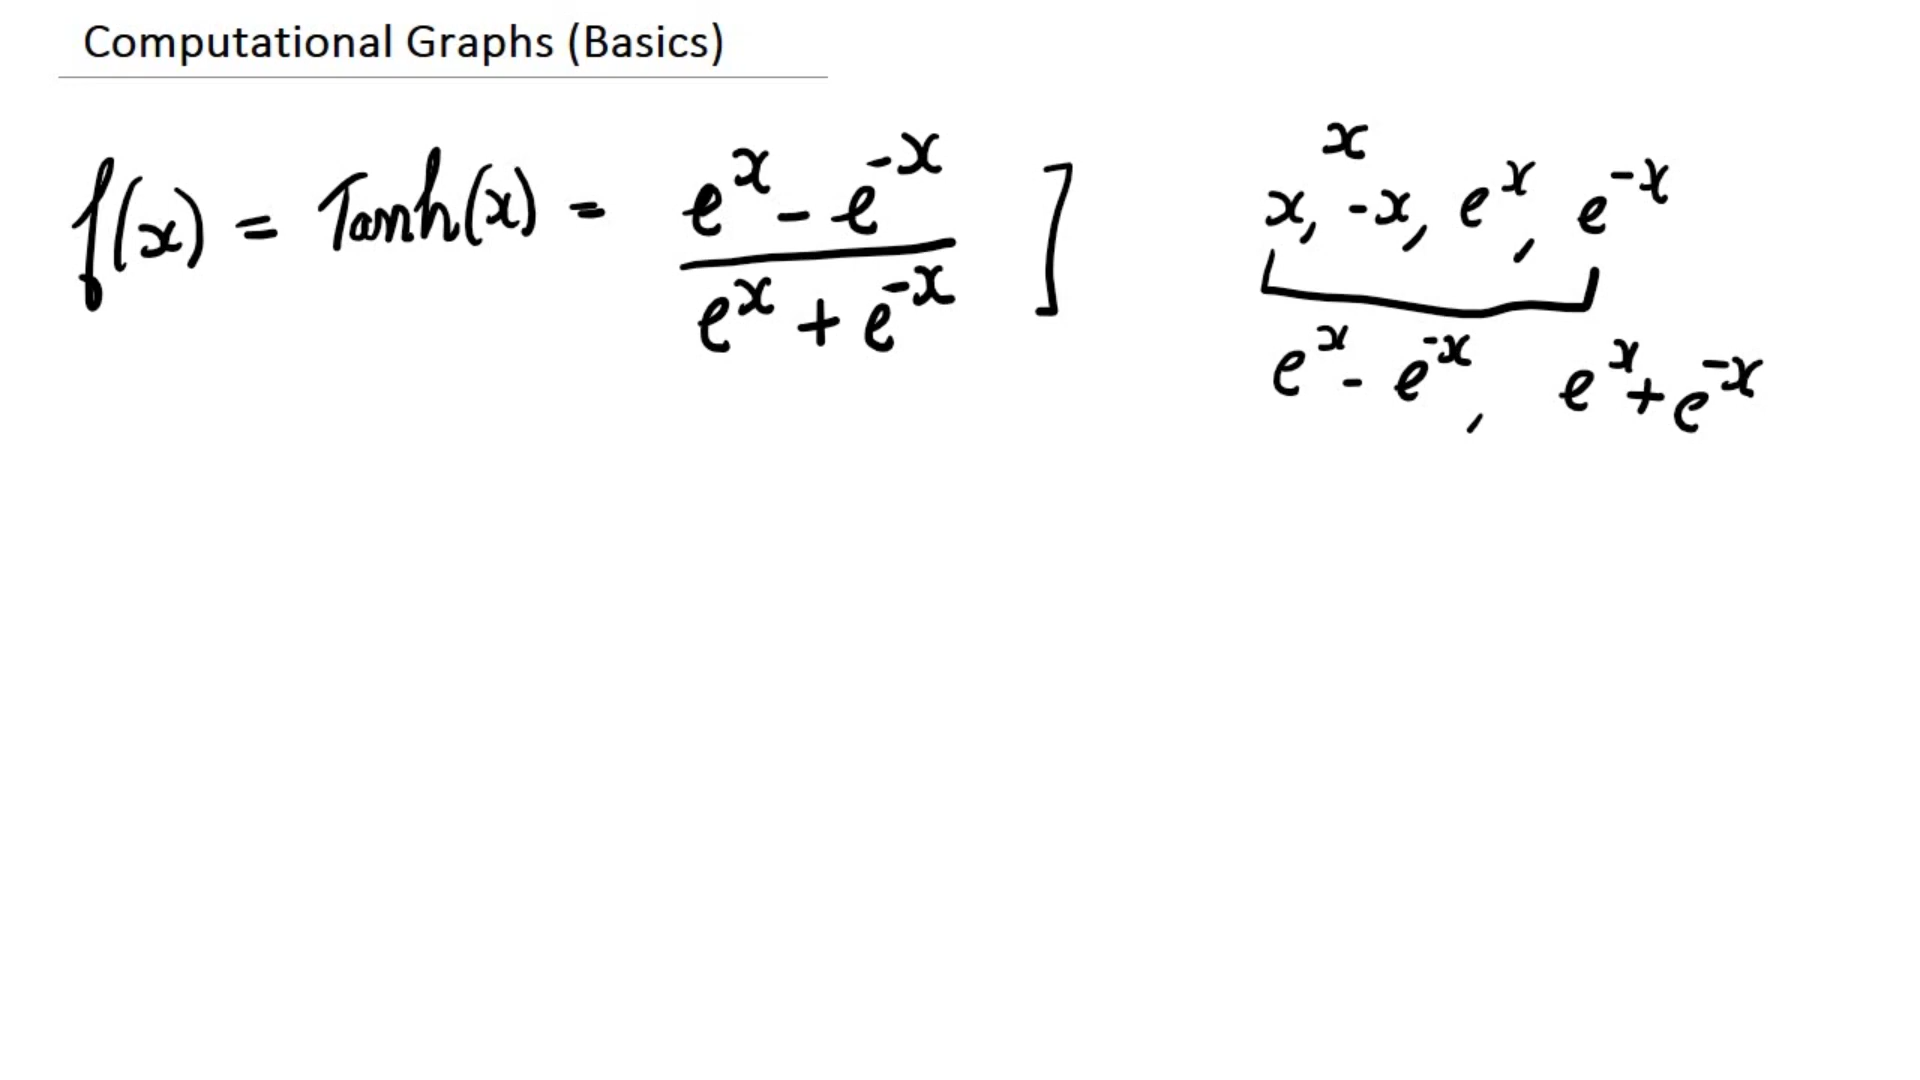 Computational Graphs (Basics)
f(x) = Tanh(x) = (e^x - e^-x) / (e^x + e^-x) ]
x
x, -x, e^x, e^-x
e^x - e^-x, e^x + e^-x